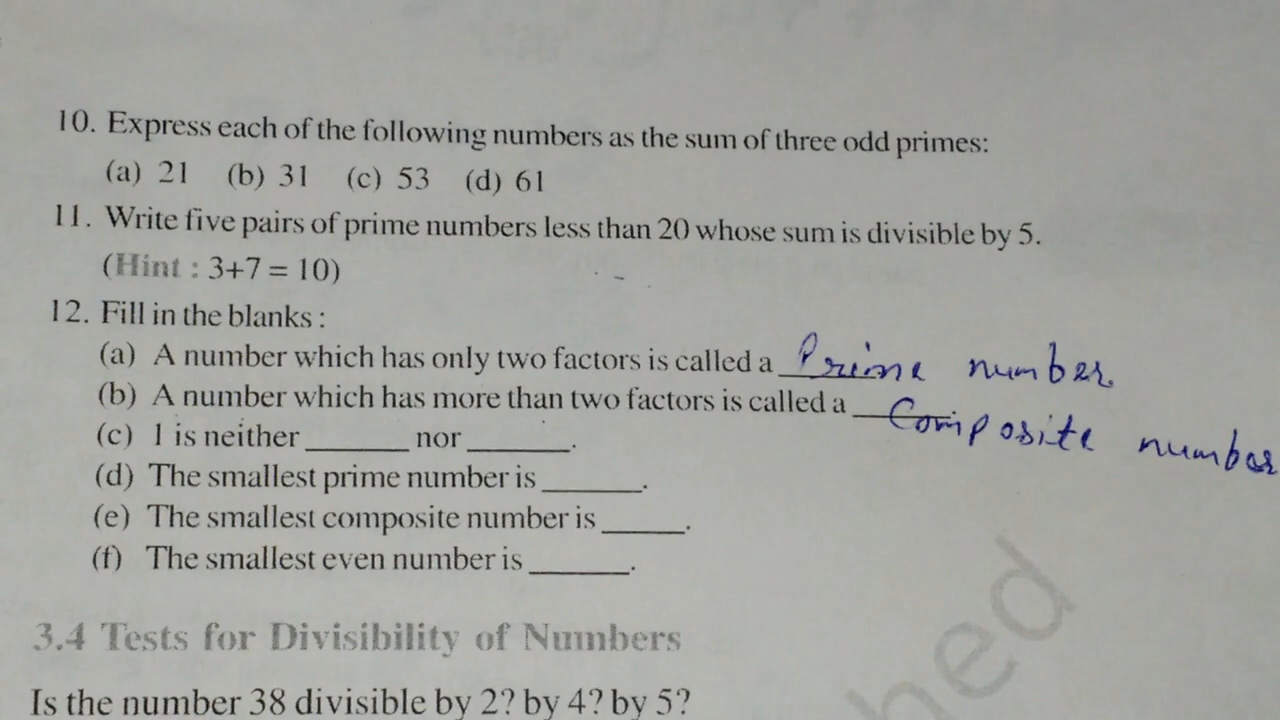 10. Express each of the following numbers as the sum of three odd primes:
(a) 21 (b) 31 (c) 53 (d) 61
11. Write five pairs of prime numbers less than 20 whose sum is divisible by 5.
(Hint : 3+7 = 10)
12. Fill in the blanks :
(a) A number which has only two factors is called a Prime number.
(b) A number which has more than two factors is called a Composite number
(c) 1 is neither ______ nor ______.
(d) The smallest prime number is ______.
(e) The smallest composite number is ______.
(f) The smallest even number is ______.
3.4 Tests for Divisibility of Numbers
Is the number 38 divisible by 2? by 4? by 5?